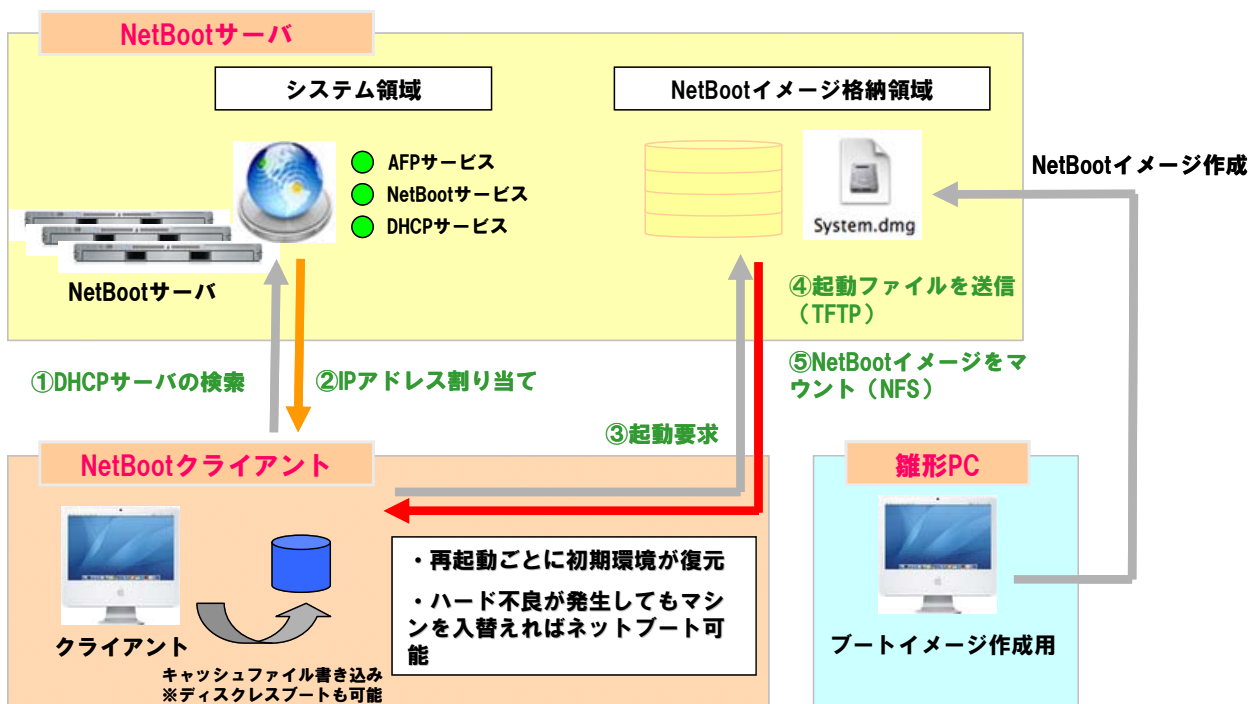 NetBootサーバ
システム領域
NetBootイメージ格納領域
AFPサービス
NetBootサービス
DHCPサービス
System.dmg
NetBootイメージ作成
NetBootサーバ
④起動ファイルを送信
（TFTP）
①DHCPサーバの検索
②IPアドレス割り当て
⑤NetBootイメージをマ
ウント（NFS）
③起動要求
NetBootクライアント
雛形PC
・再起動ごとに初期環境が復元
・ハード不良が発生してもマシ
ンを入替えればネットブート可
能
クライアント
キャッシュファイル書き込み
※ディスクレスブートも可能
ブートイメージ作成用